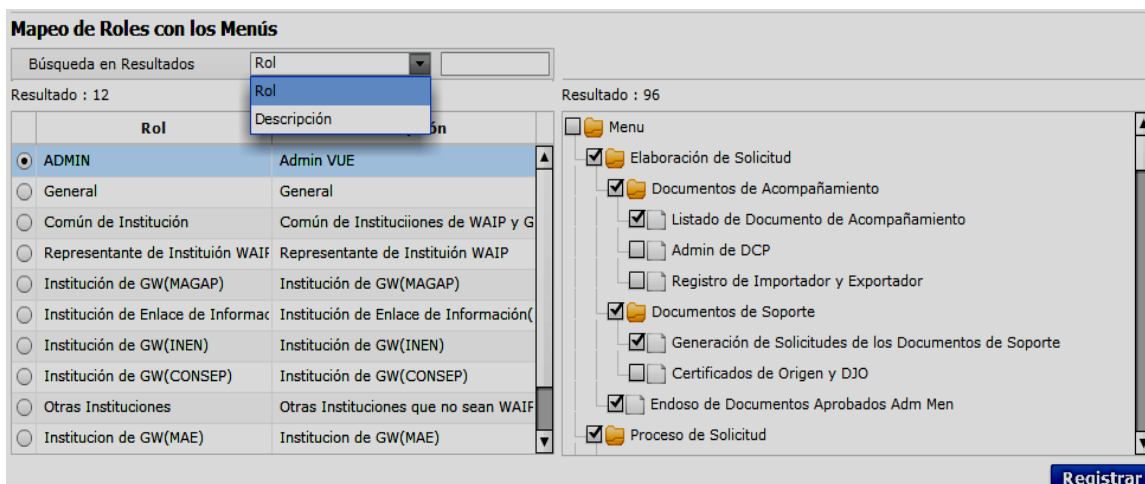 Mapeo de Roles con los Menús
Búsqueda en Resultados Rol
Rol
Descripción
Resultado : 12
Rol
ADMIN Admin VUE
General General
Común de Institución Común de Instituciiones de WAIP y G
Representante de Instituión WAIP Representante de Instituión WAIP
Institución de GW(MAGAP) Institución de GW(MAGAP)
Institución de Enlace de Informac Institución de Enlace de Información(
Institución de GW(INEN) Institución de GW(INEN)
Institución de GW(CONSEP) Institución de GW(CONSEP)
Otras Instituciones Otras Instituciones que no sean WAIP
Institucion de GW(MAE) Institucion de GW(MAE)
Resultado : 96
Menu
Elaboración de Solicitud
Documentos de Acompañamiento
Listado de Documento de Acompañamiento
Admin de DCP
Registro de Importador y Exportador
Documentos de Soporte
Generación de Solicitudes de los Documentos de Soporte
Certificados de Origen y DJO
Endoso de Documentos Aprobados Adm Men
Proceso de Solicitud
Registrar